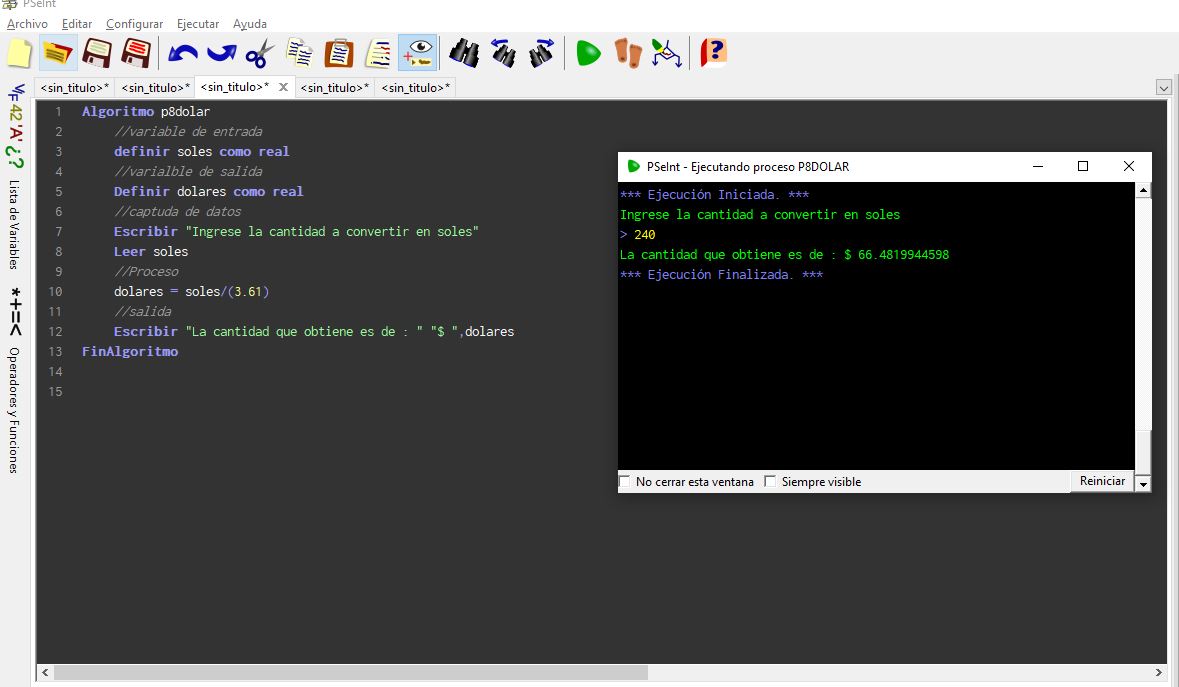 PSeInt
Archivo Editar Configurar Ejecutar Ayuda
<sin_titulo>* <sin_titulo>* <sin_titulo>* X <sin_titulo>* <sin_titulo>*
VF 42 'A' ¿? Lista de Variables
*+=< Operadores y Funciones
1 Algoritmo p8dolar
2 //variable de entrada
3 definir soles como real
4 //varialble de salida
5 Definir dolares como real
6 //captuda de datos
7 Escribir "Ingrese la cantidad a convertir en soles"
8 Leer soles
9 //Proceso
10 dolares = soles/(3.61)
11 //salida
12 Escribir "La cantidad que obtiene es de : " "$ ",dolares
13 FinAlgoritmo
14
15
PSeInt - Ejecutando proceso P8DOLAR
*** Ejecución Iniciada. ***
Ingrese la cantidad a convertir en soles
> 240
La cantidad que obtiene es de : $ 66.4819944598
*** Ejecución Finalizada. ***
No cerrar esta ventana Siempre visible Reiniciar